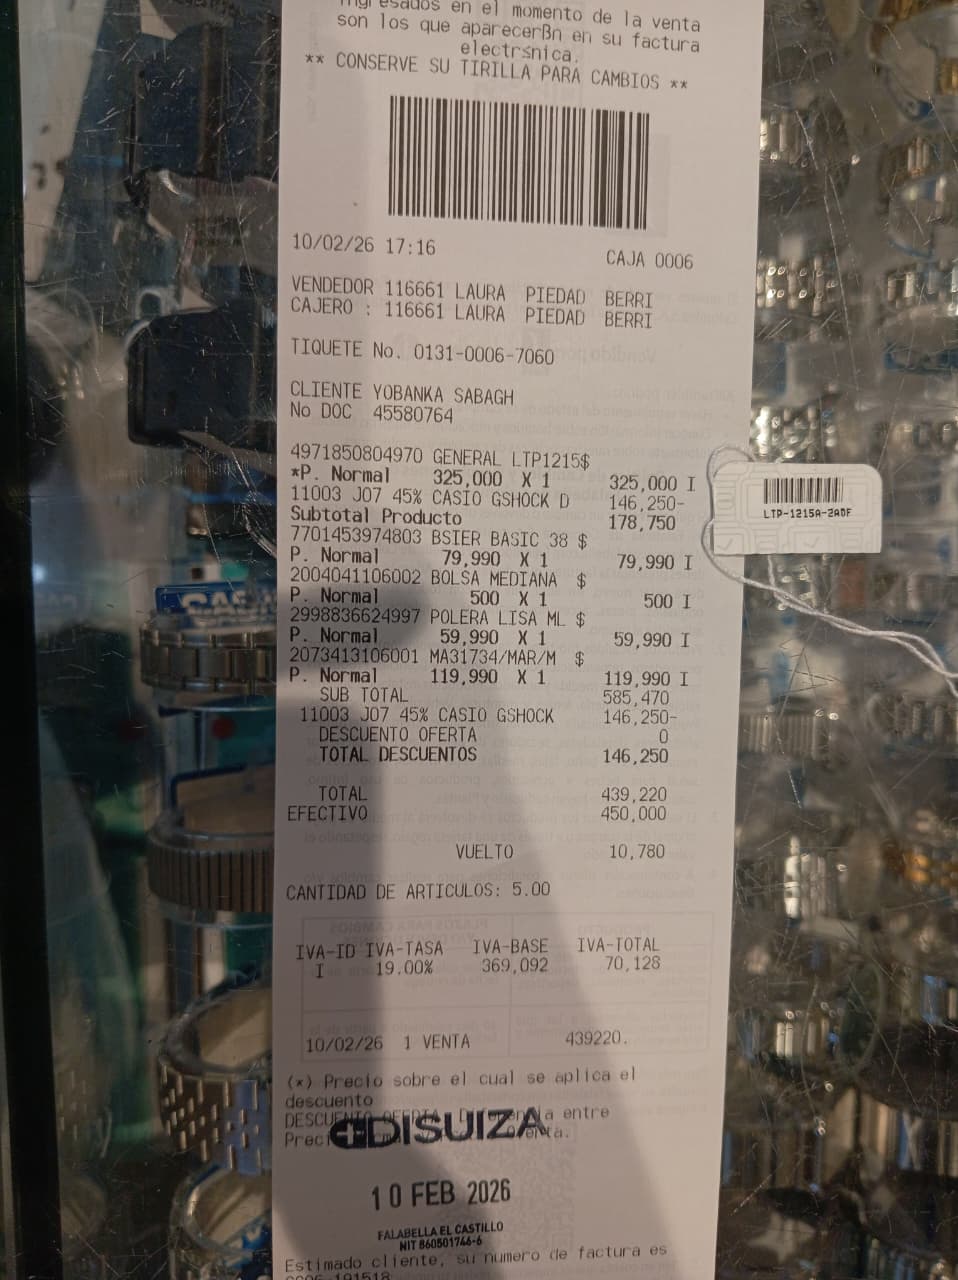 ingresados en el momento de la venta
son los que aparecerBn en su factura
electrsnica.
** CONSERVE SU TIRILLA PARA CAMBIOS **
10/02/26 17:16 CAJA 0006
VENDEDOR 116661 LAURA PIEDAD BERRI
CAJERO : 116661 LAURA PIEDAD BERRI
TIQUETE No. 0131-0006-7060
CLIENTE YOBANKA SABAGH
No DOC 45580764
4971850804970 GENERAL LTP1215$
*P. Normal 325,000 X 1 325,000 I
11003 J07 45% CASIO GSHOCK D 146,250-
Subtotal Producto 178,750
7701453974803 BSIER BASIC 38 $
P. Normal 79,990 X 1 79,990 I
2004041106002 BOLSA MEDIANA $
P. Normal 500 X 1 500 I
2998836624997 POLERA LISA ML $
P. Normal 59,990 X 1 59,990 I
2073413106001 MA31734/MAR/M $
P. Normal 119,990 X 1 119,990 I
SUB TOTAL 585,470
11003 J07 45% CASIO GSHOCK 146,250-
DESCUENTO OFERTA 0
TOTAL DESCUENTOS 146,250
TOTAL 439,220
EFECTIVO 450,000
VUELTO 10,780
CANTIDAD DE ARTICULOS: 5.00
IVA-ID IVA-TASA IVA-BASE IVA-TOTAL
I 19.00% 369,092 70,128
10/02/26 1 VENTA 439220.
(*) Precio sobre el cual se aplica el
descuento
DESCUENTO OFERTA entre
DISUIZA
10 FEB 2026
FALABELLA EL CASTILLO
NIT 860501746-6
Estimado cliente, su numero de factura es
LTP-1215A-2ADF
CASIO